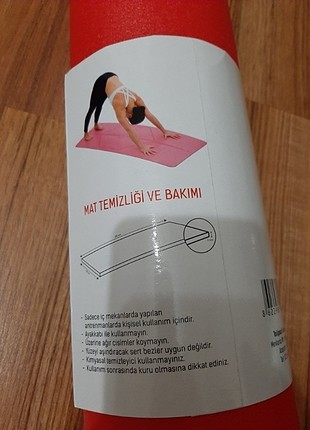 MAT TEMİZLİĞİ VE BAKIMI
- Sadece iç mekanlarda yapılan
antrenmanlarda kişisel kullanım içindir.
- Ayakkabı ile kullanmayın.
- Üzerine ağır cisimler koymayın.
- Yüzeyi aşındıracak sert bezler uygun değildir.
- Kimyasal temizleyici kullanmayınız.
- Kullanım sonrasında kuru olmasına dikkat ediniz.